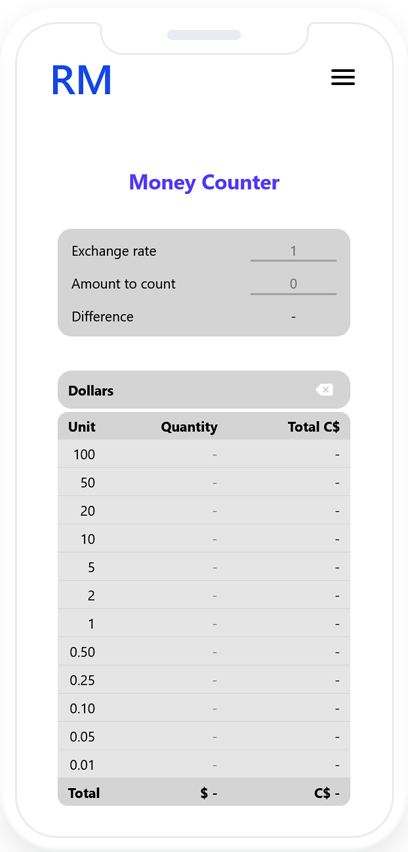 RM
Money Counter
Exchange rate 1
Amount to count 0
Difference -
Dollars
Unit Quantity Total C$
100 - -
50 - -
20 - -
10 - -
5 - -
2 - -
1 - -
0.50 - -
0.25 - -
0.10 - -
0.05 - -
0.01 - -
Total $ - C$ -